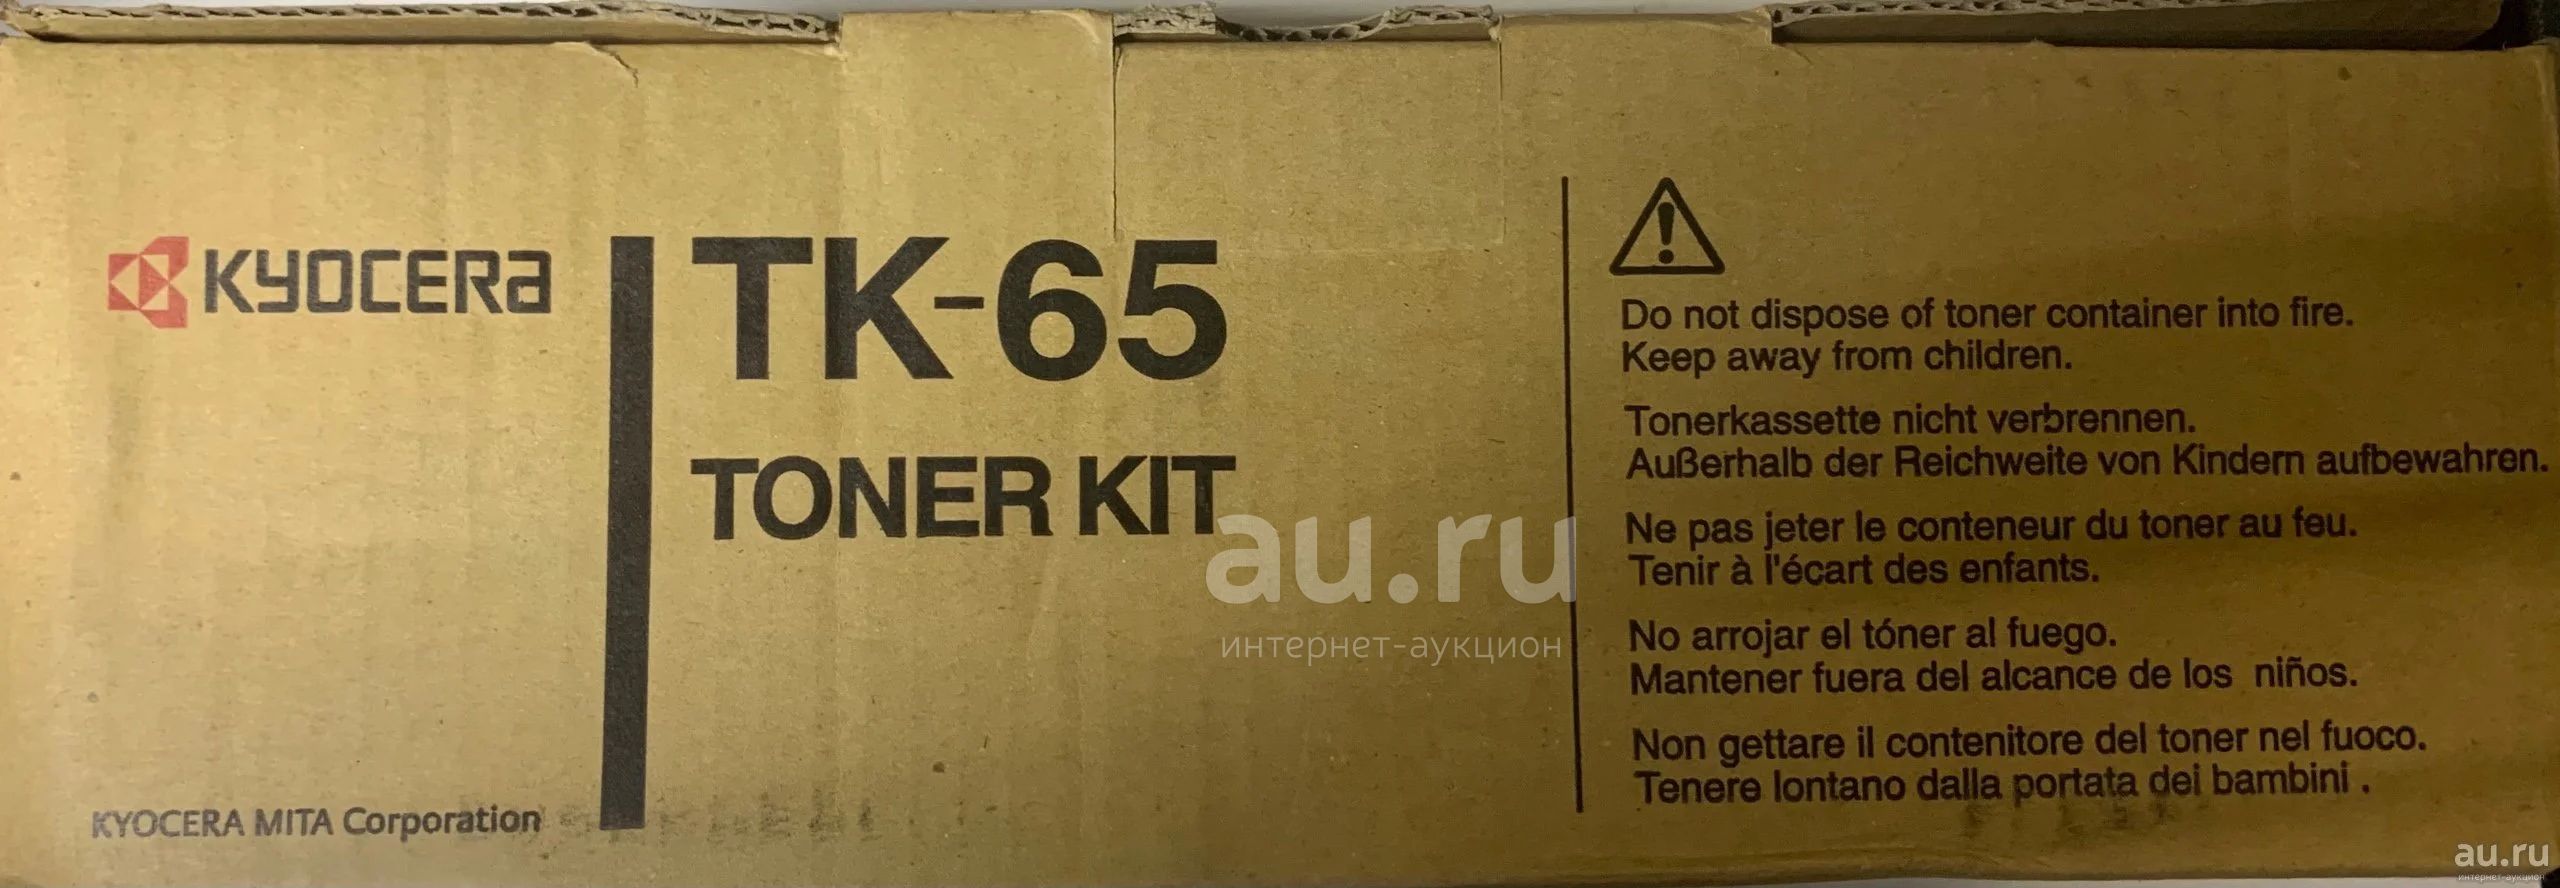 KYOCERA
TK-65
TONER KIT
KYOCERA MITA Corporation
Do not dispose of toner container into fire.
Keep away from children.
Tonerkassette nicht verbrennen.
Außerhalb der Reichweite von Kindern aufbewahren.
Ne pas jeter le conteneur du toner au feu.
Tenir à l'écart des enfants.
No arrojar el tóner al fuego.
Mantener fuera del alcance de los niños.
Non gettare il contenitore del toner nel fuoco.
Tenere lontano dalla portata dei bambini .
au.ru
интернет-аукцион
au.ru
интернет-аукцион